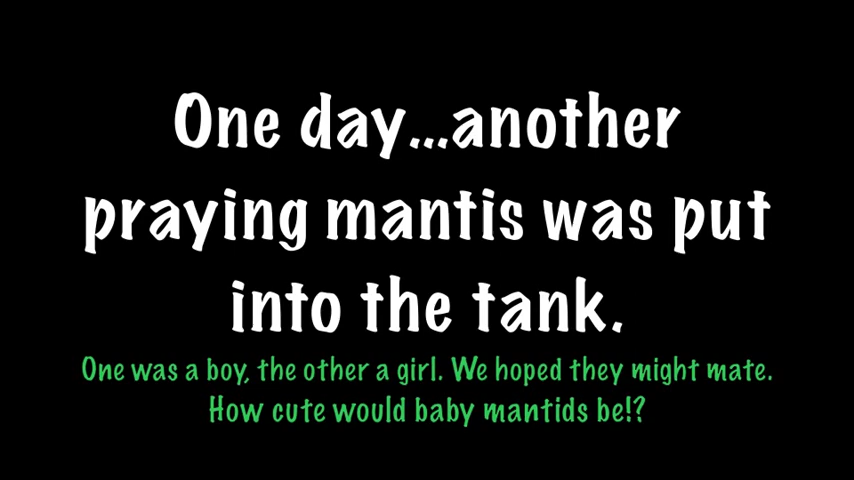 One day...another
praying mantis was put
into the tank.
One was a boy, the other a girl. We hoped they might mate.
How cute would baby mantids be!?